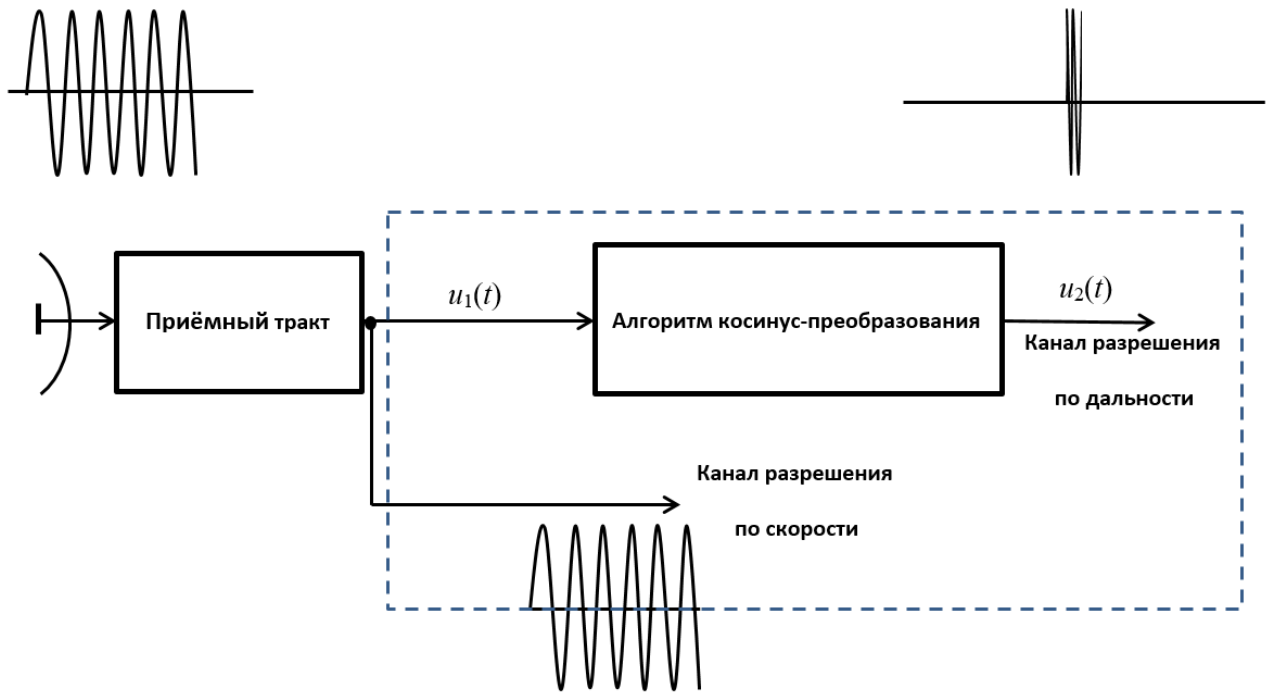 Приёмный тракт
u₁(t)
Алгоритм косинус-преобразования
u₂(t)
Канал разрешения
по дальности
Канал разрешения
по скорости